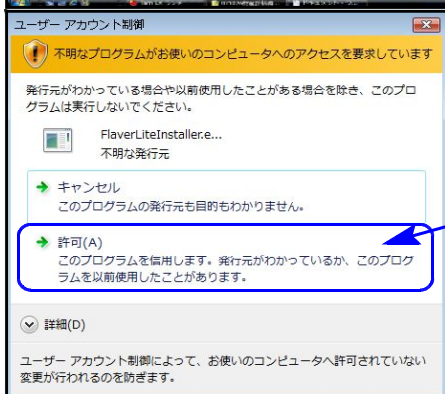 ユーザー アカウント制御
不明なプログラムがお使いのコンピュータへのアクセスを要求しています
発行元がわかっている場合や以前使用したことがある場合を除き、このプロ
グラムは実行しないでください。
FlaverLiteInstaller.e...
不明な発行元
キャンセル
このプログラムの発行元も目的もわかりません。
許可(A)
このプログラムを信用します。発行元がわかっているか、このプログ
ラムを以前使用したことがあります。
詳細(D)
ユーザー アカウント制御によって、お使いのコンピュータへ許可されていない
変更が行われるのを防ぎます。